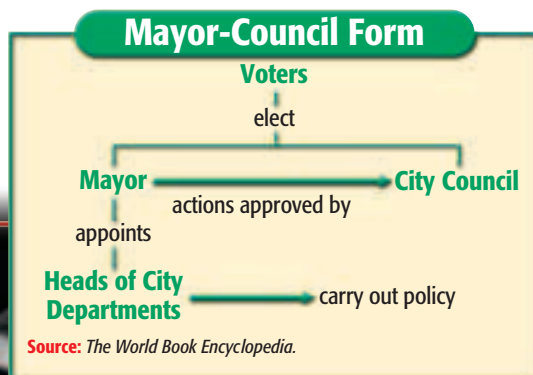 Mayor-Council Form
Voters
elect
Mayor
City Council
actions approved by
appoints
Heads of City
Departments
carry out policy
Source: The World Book Encyclopedia.